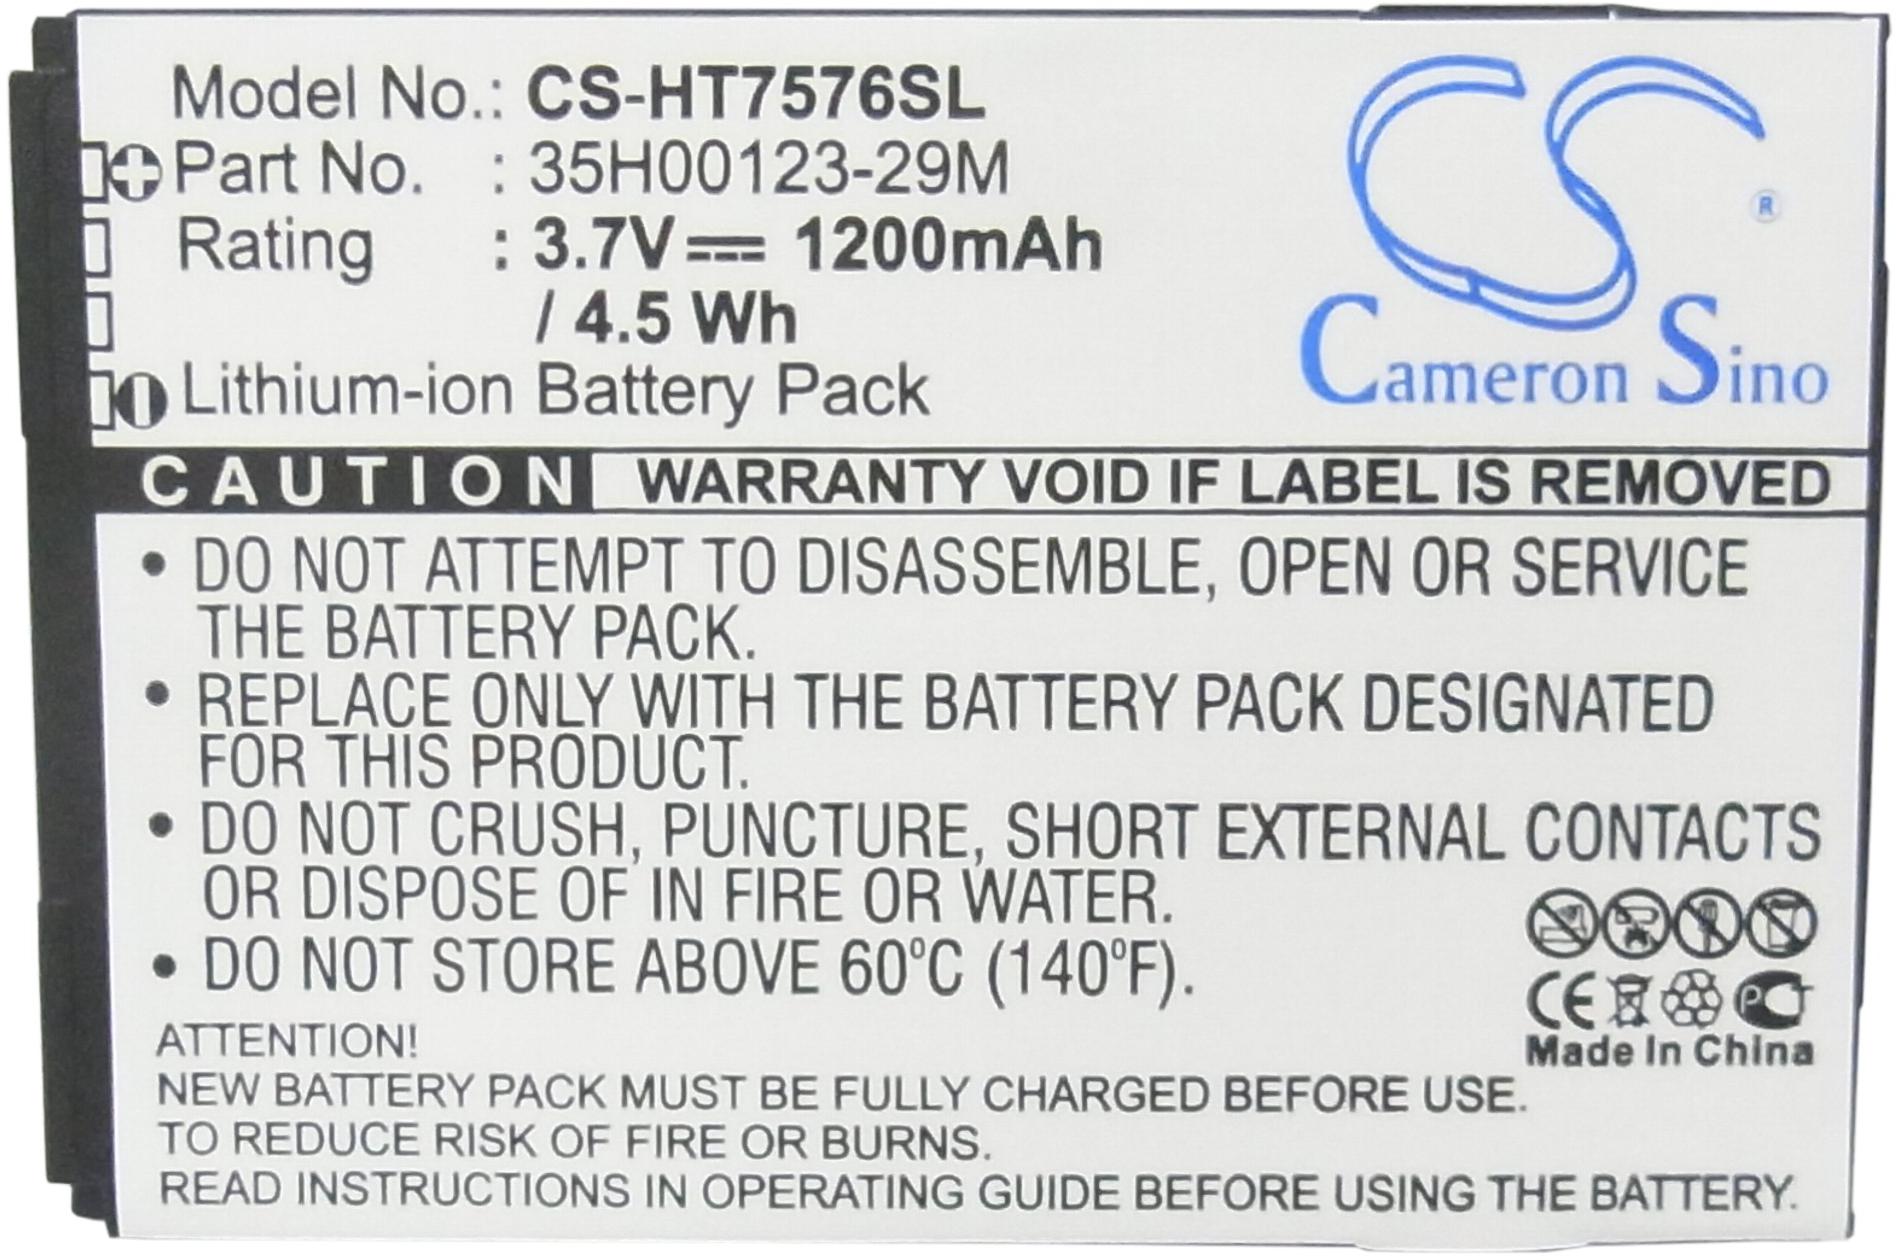 Model No.: CS-HT7576SL
Part No. : 35H00123-29M
Rating : 3.7V 1200mAh
/ 4.5 Wh
Lithium-ion Battery Pack
®
Cameron Sino
CAUTION WARRANTY VOID IF LABEL IS REMOVED
• DO NOT ATTEMPT TO DISASSEMBLE, OPEN OR SERVICE
THE BATTERY PACK.
• REPLACE ONLY WITH THE BATTERY PACK DESIGNATED
FOR THIS PRODUCT.
• DO NOT CRUSH, PUNCTURE, SHORT EXTERNAL CONTACTS
OR DISPOSE OF IN FIRE OR WATER.
• DO NOT STORE ABOVE 60°C (140°F).
CE PCT
Made In China
ATTENTION!
NEW BATTERY PACK MUST BE FULLY CHARGED BEFORE USE.
TO REDUCE RISK OF FIRE OR BURNS.
READ INSTRUCTIONS IN OPERATING GUIDE BEFORE USING THE BATTERY.